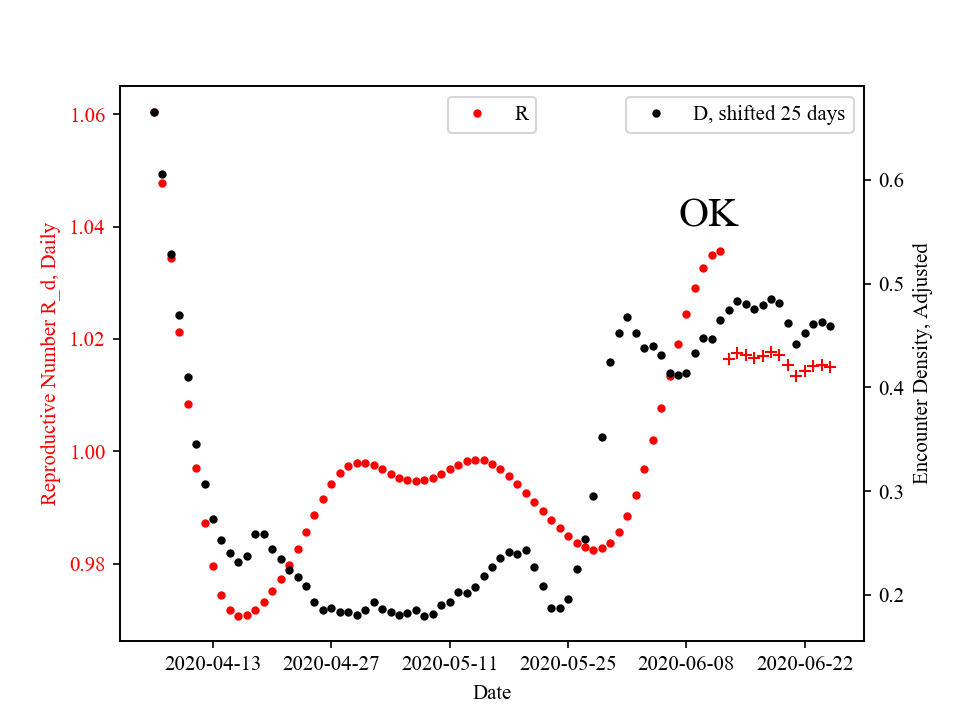 R
D, shifted 25 days
OK
Reproductive Number R_d, Daily
1.06
1.04
1.02
1.00
0.98
0.6
0.5
0.4
0.3
0.2
Encounter Density, Adjusted
2020-04-13
2020-04-27
2020-05-11
2020-05-25
2020-06-08
2020-06-22
Date